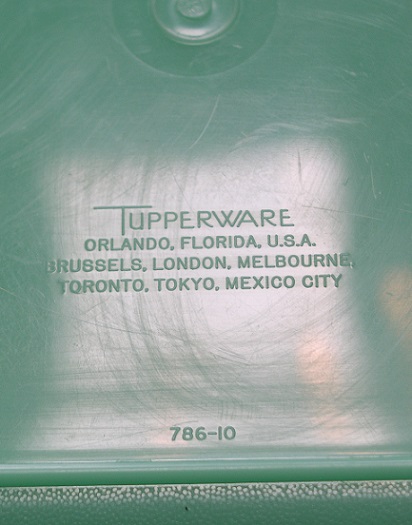 TUPPERWARE
ORLANDO, FLORIDA, U.S.A.
BRUSSELS, LONDON, MELBOURNE,
TORONTO, TOKYO, MEXICO CITY
786-10